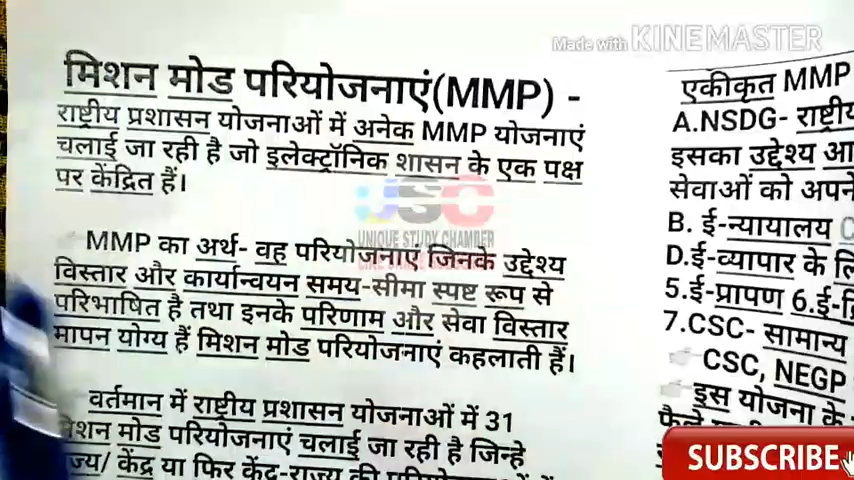 Made with KINEMASTER
मिशन मोड परियोजनाएं(MMP) -
राष्ट्रीय प्रशासन योजनाओं में अनेक MMP योजनाएं
चलाई जा रही है जो इलेक्ट्रॉनिक शासन के एक पक्ष
पर केंद्रित हैं।
USC
UNIQUE STUDY CHAMBER
MMP का अर्थ- वह परियोजनाएं जिनके उद्देश्य
विस्तार और कार्यान्वयन समय-सीमा स्पष्ट रूप से
परिभाषित है तथा इनके परिणाम और सेवा विस्तार
मापन योग्य हैं मिशन मोड परियोजनाएं कहलाती हैं।
वर्तमान में राष्ट्रीय प्रशासन योजनाओं में 31
मिशन मोड परियोजनाएं चलाई जा रही है जिन्हे
राज्य/ केंद्र या फिर केंद्र-राज्य की
एकीकृत MMP
A.NSDG- राष्ट्रीय
इसका उद्देश्य
सेवाओं को अपने
B. ई-न्यायालय
D.ई-व्यापार के
5.ई-प्रापण 6.
7.CSC- सामान्य
CSC, NEGP
इस योजना के
SUBSCRIBE